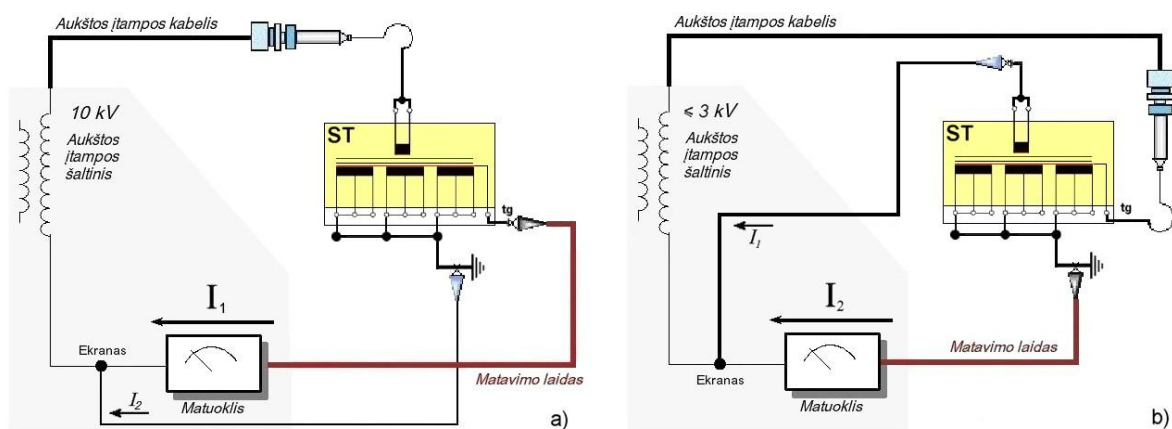 Aukštos įtampos kabelis
10 kV
Aukštos
įtampos
šaltinis
ST
tg
I₁
Ekranas
Matavimo laidas
I₂
Matuoklis
a)
Aukštos įtampos kabelis
≤ 3 kV
Aukštos
įtampos
šaltinis
ST
tg
I₁
I₂
Matavimo laidas
Ekranas
Matuoklis
b)